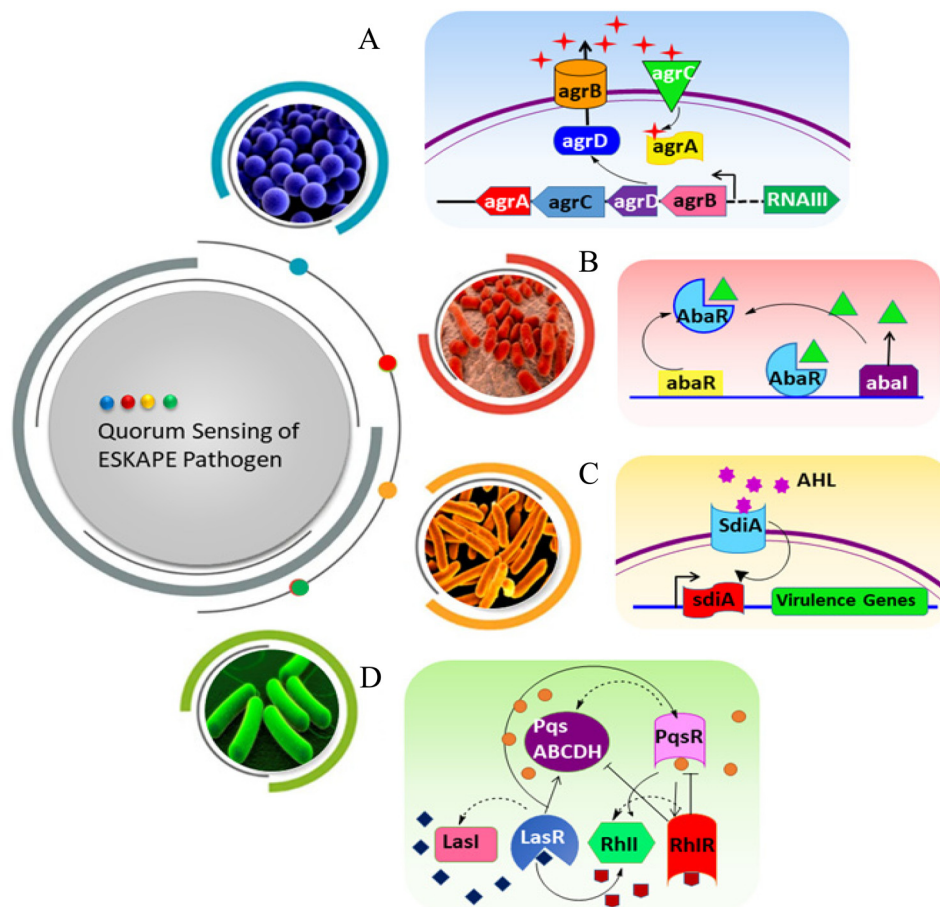 A
agrB
agrC
agrD
agrA
agrA
agrC
agrD
agrB
RNAIII
B
AbaR
AbaR
abaR
abaI
Quorum Sensing of
ESKAPE Pathogen
C
AHL
SdiA
sdiA
Virulence Genes
D
Pqs
ABCDH
PqsR
LasI
LasR
RhlI
RhlR